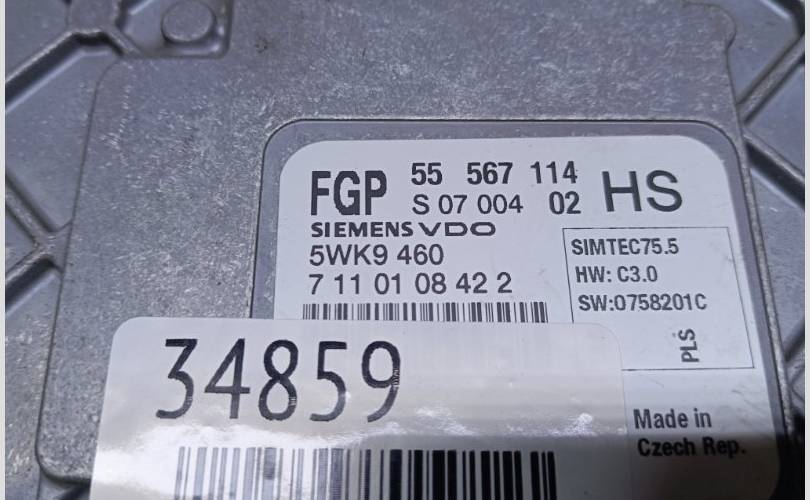 FGP 55 567 114 HS
S 07 004 02
SIEMENS VDO
5WK9 460
7 11 01 08 42 2
SIMTEC75.5
HW: C3.0
SW:0758201C
PLS
34859
Made in
Czech Rep.